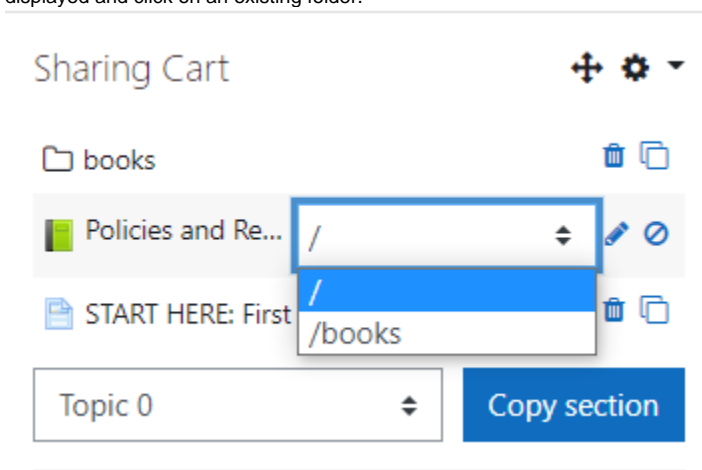 displayed and click on an existing folder.
Sharing Cart
books
Policies and Re... /
/
START HERE: First
/books
Topic 0 Copy section